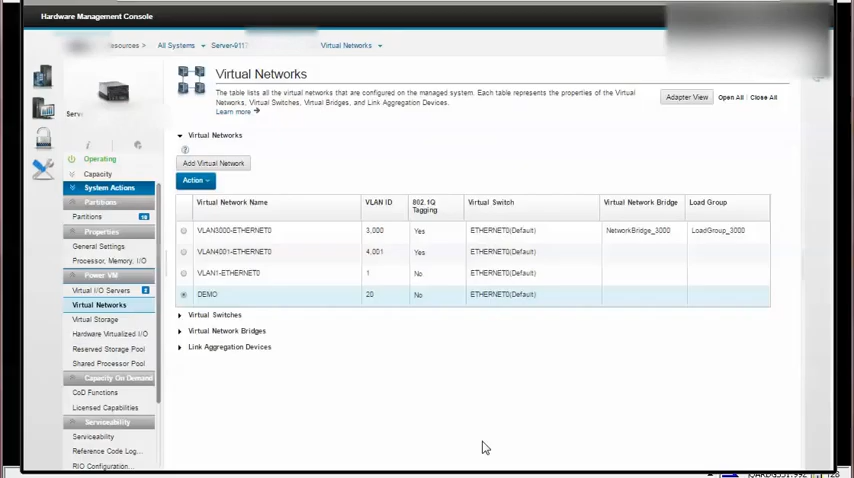 Hardware Management Console
All Systems
Server-9117
Virtual Networks
Virtual Networks
The table lists all the virtual networks that are configured on the managed system. Each table represents the properties of the Virtual
Networks, Virtual Switches, Virtual Bridges, and Link Aggregation Devices.
Learn more
Adapter View Open All | Close All
Virtual Networks
Add Virtual Network
Action
Operating
Capacity
System Actions
Partitions
Partitions
Properties
General Settings
Processor, Memory, I/O
Power VM
Virtual I/O Servers
Virtual Networks
Virtual Storage
Hardware Virtualized I/O
Reserved Storage Pool
Shared Processor Pool
Capacity On Demand
CoD Functions
Licensed Capabilities
Serviceability
Serviceability
Reference Code Log...
RIO Configuration...
Virtual Network Name VLAN ID 802.1Q Tagging Virtual Switch Virtual Network Bridge Load Group
VLAN3000-ETHERNET0 3,000 Yes ETHERNET0(Default) NetworkBridge_3000 LoadGroup_3000
VLAN4001-ETHERNET0 4,001 Yes ETHERNET0(Default)
VLAN1-ETHERNET0 1 No ETHERNET0(Default)
DEMO 20 No ETHERNET0(Default)
Virtual Switches
Virtual Network Bridges
Link Aggregation Devices